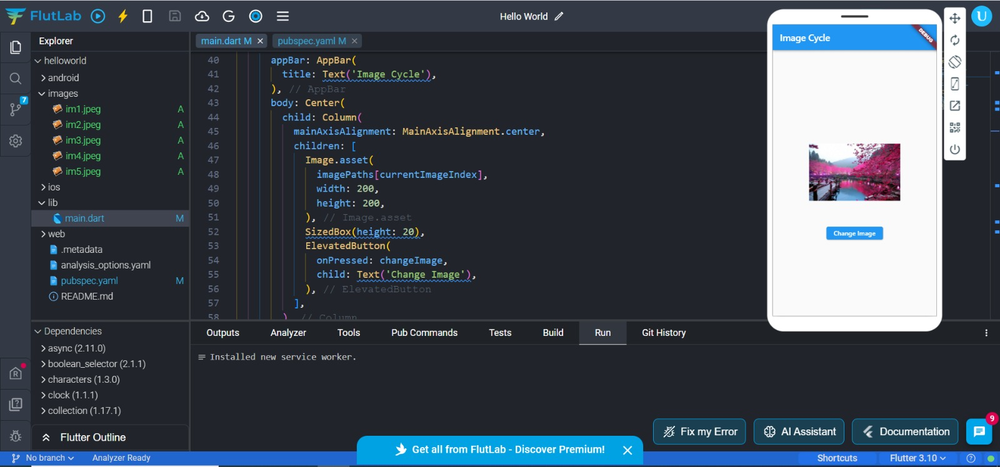 FlutLab
Hello World
U
Explorer
main.dart M
pubspec.yaml M
helloworld
android
images
im1.jpeg A
im2.jpeg A
im3.jpeg A
im4.jpeg A
im5.jpeg A
ios
lib
main.dart M
web
.metadata
analysis_options.yaml
pubspec.yaml M
README.md
7
Dependencies
async (2.11.0)
boolean_selector (2.1.1)
characters (1.3.0)
clock (1.1.1)
collection (1.17.1)
Flutter Outline
40 appBar: AppBar(
41 title: Text('Image Cycle'),
42 ), // AppBar
43 body: Center(
44 child: Column(
45 mainAxisAlignment: MainAxisAlignment.center,
46 children: [
47 Image.asset(
48 imagePaths[currentImageIndex],
49 width: 200,
50 height: 200,
51 ), // Image.asset
52 SizedBox(height: 20),
53 ElevatedButton(
54 onPressed: changeImage,
55 child: Text('Change Image'),
56 ), // ElevatedButton
57 ],
58 ) // Column
Image Cycle
DEBUG
Change Image
Outputs Analyzer Tools Pub Commands Tests Build Run Git History
Installed new service worker.
Fix my Error
AI Assistant
Documentation
9
Get all from FlutLab - Discover Premium!
No branch
Analyzer Ready
Shortcuts
Flutter 3.10